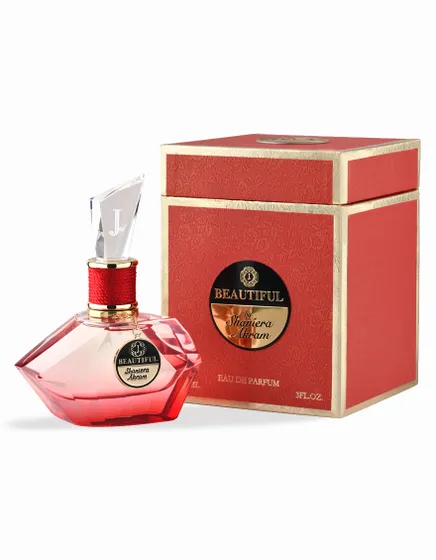 J.
J.
BEAUTIFUL
Shaniera
Akram
J.
BEAUTIFUL
By
Shaniera
Akram
EAU DE PARFUM
3FL.OZ.